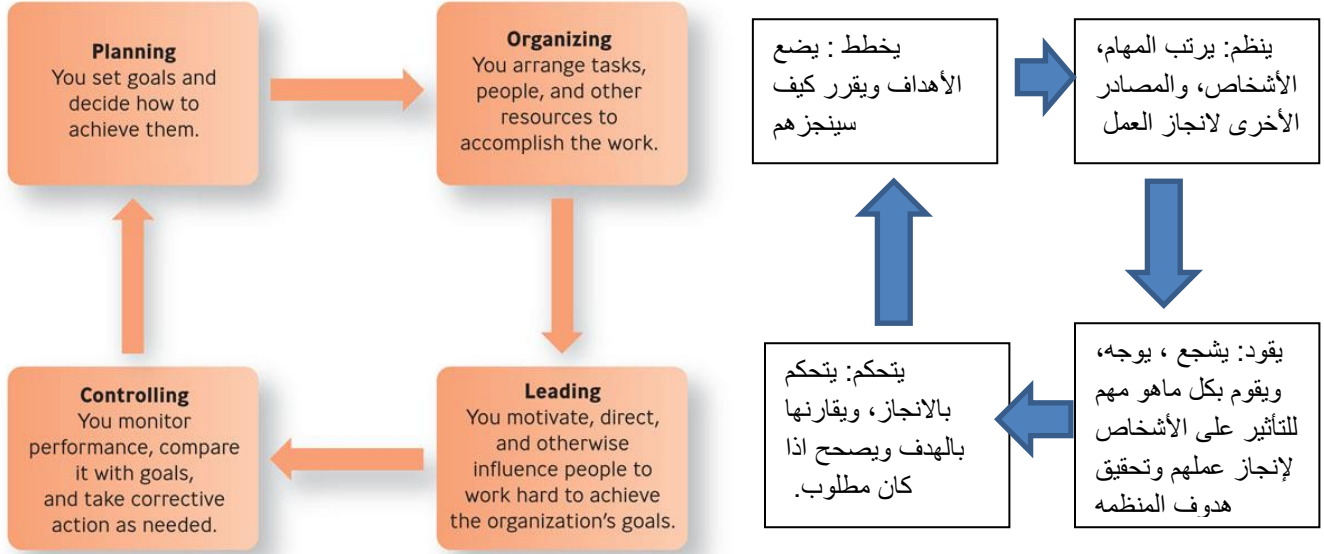 Planning
You set goals and
decide how to
achieve them.
Organizing
You arrange tasks,
people, and other
resources to
accomplish the work.
Controlling
You monitor
performance, compare
it with goals,
and take corrective
action as needed.
Leading
You motivate, direct,
and otherwise
influence people to
work hard to achieve
the organization's goals.
يخطط : يضع
الأهداف ويقرر كيف
سينجزهم
ينظم: يرتب المهام،
الأشخاص، والمصادر
الأخرى لانجاز العمل
يقود: يشجع ، يوجه،
ويقوم بكل ماهو مهم
للتأثير على الأشخاص
لإنجاز عملهم وتحقيق
هدوف المنظمه
يتحكم: يتحكم
بالانجاز، ويقارنها
بالهدف ويصحح اذا
كان مطلوب.